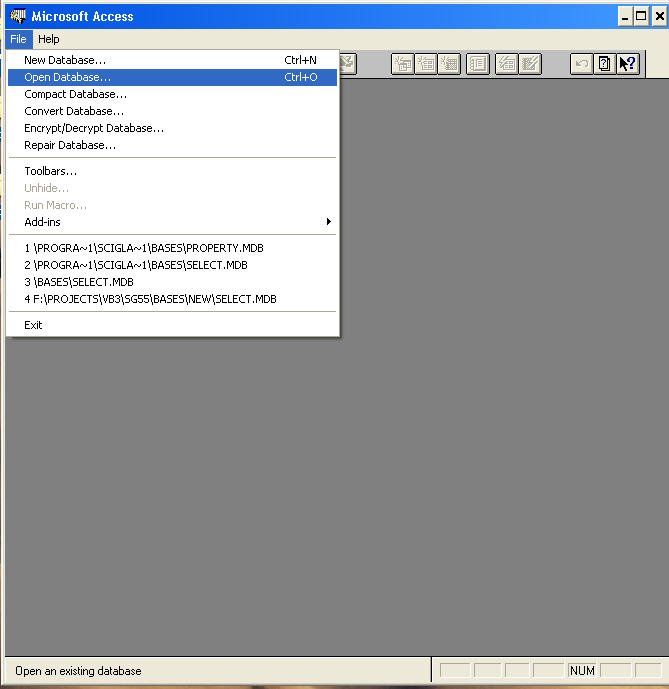 Microsoft Access
File Help
New Database... Ctrl+N
Open Database... Ctrl+O
Compact Database...
Convert Database...
Encrypt/Decrypt Database...
Repair Database...
Toolbars...
Unhide...
Run Macro...
Add-ins
1 \PROGRA~1\SCIGLA~1\BASES\PROPERTY.MDB
2 \PROGRA~1\SCIGLA~1\BASES\SELECT.MDB
3 \BASES\SELECT.MDB
4 F:\PROJECTS\VB3\SG55\BASES\NEW\SELECT.MDB
Exit
Open an existing database NUM